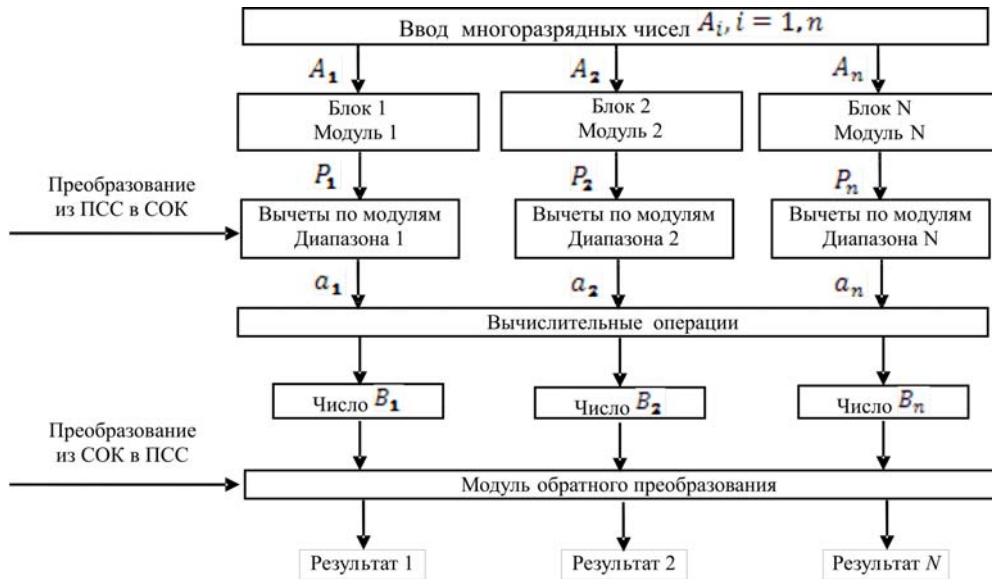 Ввод многоразрядных чисел A_i, i = 1, n
A_1
A_2
A_n
Блок 1
Модуль 1
Блок 2
Модуль 2
Блок N
Модуль N
P_1
P_2
P_n
Преобразование
из ПСС в СОК
Вычеты по модулям
Диапазона 1
Вычеты по модулям
Диапазона 2
Вычеты по модулям
Диапазона N
a_1
a_2
a_n
Вычислительные операции
Число B_1
Число B_2
Число B_n
Преобразование
из СОК в ПСС
Модуль обратного преобразования
Результат 1
Результат 2
Результат N